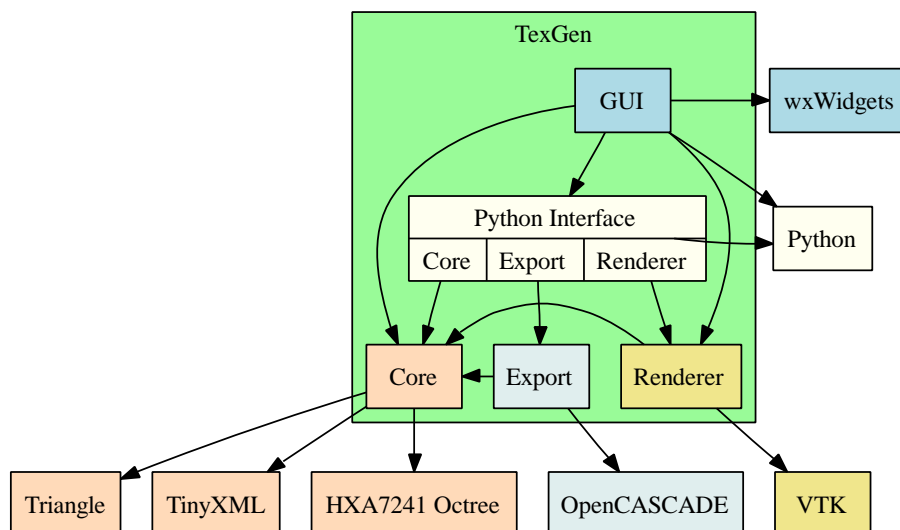 TexGen
GUI
wxWidgets
Python Interface
Core
Export
Renderer
Python
Core
Export
Renderer
Triangle
TinyXML
HXA7241 Octree
OpenCASCADE
VTK